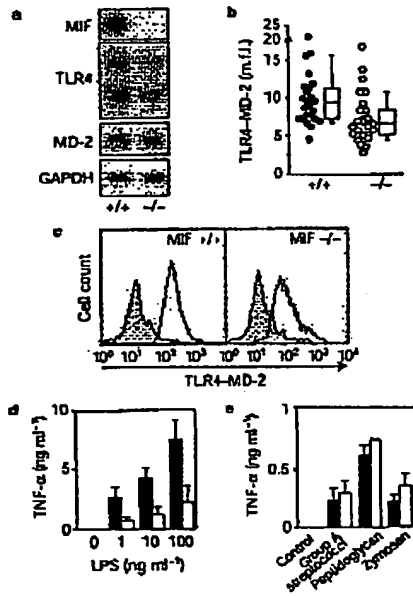 a
MIF
TLR4
MD-2
GAPDH
+/+ -/-
b
TLR4-MD-2 (m.f.i.)
25
20
15
10
5
0
+/+ -/-
c
Cell count
MIF +/+ MIF -/-
10⁰ 10¹ 10² 10³ 10⁰ 10¹ 10² 10³ 10⁴
TLR4-MD-2
d
TNF-α (ng ml⁻¹)
10
5
0
0 1 10 100
LPS (ng ml⁻¹)
e
TNF-α (ng ml⁻¹)
1
0.5
0
Control
Group A
streptococci
Peptidoglycan
Zymosan